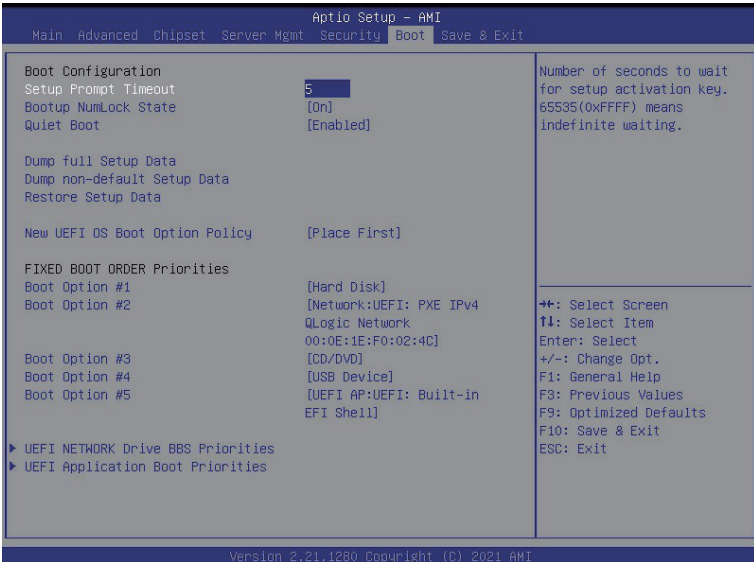 Aptio Setup – AMI
Main Advanced Chipset Server Mgmt Security Boot Save & Exit
Boot Configuration
Setup Prompt Timeout 5
Bootup NumLock State [On]
Quiet Boot [Enabled]
Dump full Setup Data
Dump non-default Setup Data
Restore Setup Data
New UEFI OS Boot Option Policy [Place First]
FIXED BOOT ORDER Priorities
Boot Option #1 [Hard Disk]
Boot Option #2 [Network:UEFI: PXE IPv4
QLogic Network
00:0E:1E:F0:02:4C]
Boot Option #3 [CD/DVD]
Boot Option #4 [USB Device]
Boot Option #5 [UEFI AP:UEFI: Built-in
EFI Shell]
UEFI NETWORK Drive BBS Priorities
UEFI Application Boot Priorities
Number of seconds to wait
for setup activation key.
65535(0xFFFF) means
indefinite waiting.
→←: Select Screen
↑↓: Select Item
Enter: Select
+/-: Change Opt.
F1: General Help
F3: Previous Values
F9: Optimized Defaults
F10: Save & Exit
ESC: Exit
Version 2.21.1280 Copyright (C) 2021 AMI